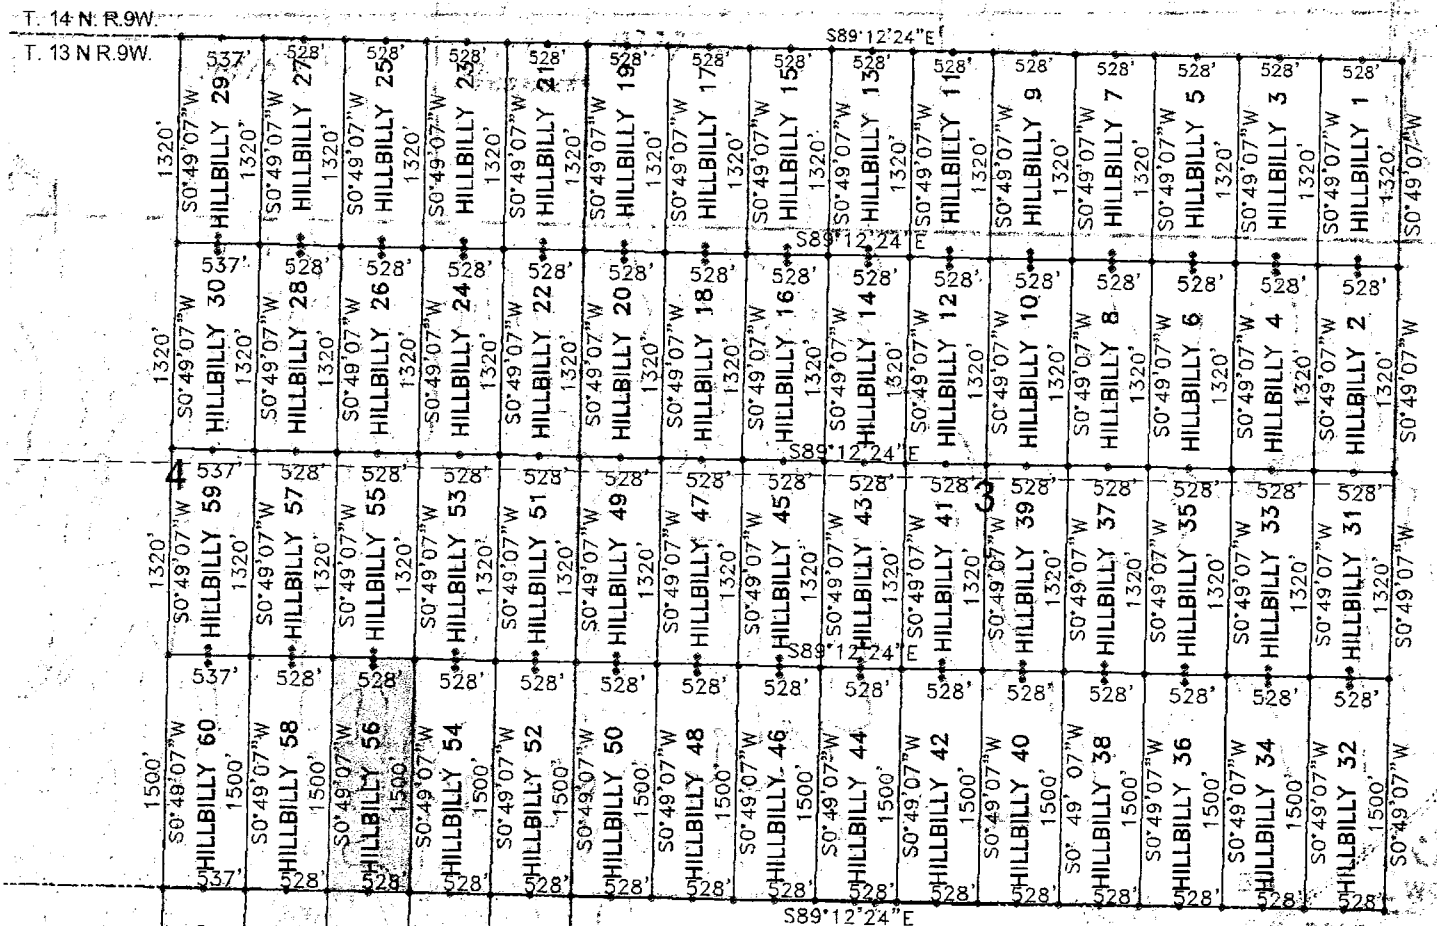 T. 14 N. R.9W.
T. 13 N R.9W.
S89°12'24"E
537' 528' 528' 528' 528' 528' 528' 528' 528' 528' 528' 528' 528' 528' 528'
1320' S0°49'07"W HILLBILLY 29
1320' S0°49'07"W HILLBILLY 27
1320' S0°49'07"W HILLBILLY 25
1320' S0°49'07"W HILLBILLY 23
1320' S0°49'07"W HILLBILLY 21
1320' S0°49'07"W HILLBILLY 19
1320' S0°49'07"W HILLBILLY 17
1320' S0°49'07"W HILLBILLY 15
1320' S0°49'07"W HILLBILLY 13
1320' S0°49'07"W HILLBILLY 11
1320' S0°49'07"W HILLBILLY 9
1320' S0°49'07"W HILLBILLY 7
1320' S0°49'07"W HILLBILLY 5
1320' S0°49'07"W HILLBILLY 3
1320' S0°49'07"W HILLBILLY 1
1320' S0°49'07"W
S89°12'24"E
537' 528' 528' 528' 528' 528' 528' 528' 528' 528' 528' 528' 528' 528' 528'
1320' S0°49'07"W HILLBILLY 30
1320' S0°49'07"W HILLBILLY 28
1320' S0°49'07"W HILLBILLY 26
1320' S0°49'07"W HILLBILLY 24
1320' S0°49'07"W HILLBILLY 22
1320' S0°49'07"W HILLBILLY 20
1320' S0°49'07"W HILLBILLY 18
1320' S0°49'07"W HILLBILLY 16
1320' S0°49'07"W HILLBILLY 14
1320' S0°49'07"W HILLBILLY 12
1320' S0°49'07"W HILLBILLY 10
1320' S0°49'07"W HILLBILLY 8
1320' S0°49'07"W HILLBILLY 6
1320' S0°49'07"W HILLBILLY 4
1320' S0°49'07"W HILLBILLY 2
1320' S0°49'07"W
S89°12'24"E
4 3
537' 528' 528' 528' 528' 528' 528' 528' 528' 528' 528' 528' 528' 528' 528'
1320' S0°49'07"W HILLBILLY 59
1320' S0°49'07"W HILLBILLY 57
1320' S0°49'07"W HILLBILLY 55
1320' S0°49'07"W HILLBILLY 53
1320' S0°49'07"W HILLBILLY 51
1320' S0°49'07"W HILLBILLY 49
1320' S0°49'07"W HILLBILLY 47
1320' S0°49'07"W HILLBILLY 45
1320' S0°49'07"W HILLBILLY 43
1320' S0°49'07"W HILLBILLY 41
1320' S0°49'07"W HILLBILLY 39
1320' S0°49'07"W HILLBILLY 37
1320' S0°49'07"W HILLBILLY 35
1320' S0°49'07"W HILLBILLY 33
1320' S0°49'07"W HILLBILLY 31
1320' S0°49'07"W
S89°12'24"E
537' 528' 528' 528' 528' 528' 528' 528' 528' 528' 528' 528' 528' 528' 528'
1500' S0°49'07"W HILLBILLY 60
1500' S0°49'07"W HILLBILLY 58
1500' S0°49'07"W HILLBILLY 56
1500' S0°49'07"W HILLBILLY 54
1500' S0°49'07"W HILLBILLY 52
1500' S0°49'07"W HILLBILLY 50
1500' S0°49'07"W HILLBILLY 48
1500' S0°49'07"W HILLBILLY 46
1500' S0°49'07"W HILLBILLY 44
1500' S0°49'07"W HILLBILLY 42
1500' S0°49'07"W HILLBILLY 40
1500' S0°49'07"W HILLBILLY 38
1500' S0°49'07"W HILLBILLY 36
1500' S0°49'07"W HILLBILLY 34
1500' S0°49'07"W HILLBILLY 32
1500' S0°49'07"W
537' 528' 528' 528' 528' 528' 528' 528' 528' 528' 528' 528' 528' 528' 528'
S89°12'24"E